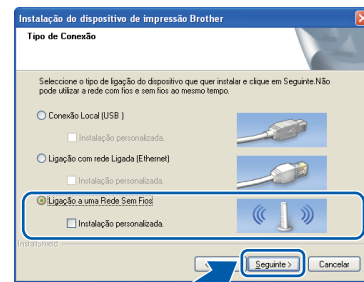 Instalação do dispositivo de impressão Brother
Tipo de Conexão
Seleccione o tipo de ligação do dispositivo que quer instalar e clique em Seguinte.Não
pode utilizar a rede com fios e sem fios ao mesmo tempo.
Conexão Local (USB )
Instalação personalizada.
Ligação com rede Ligada (Ethernet)
Instalação personalizada.
Ligação a uma Rede Sem Fios
Instalação personalizada.
InstallShield
< Seguinte > Cancelar